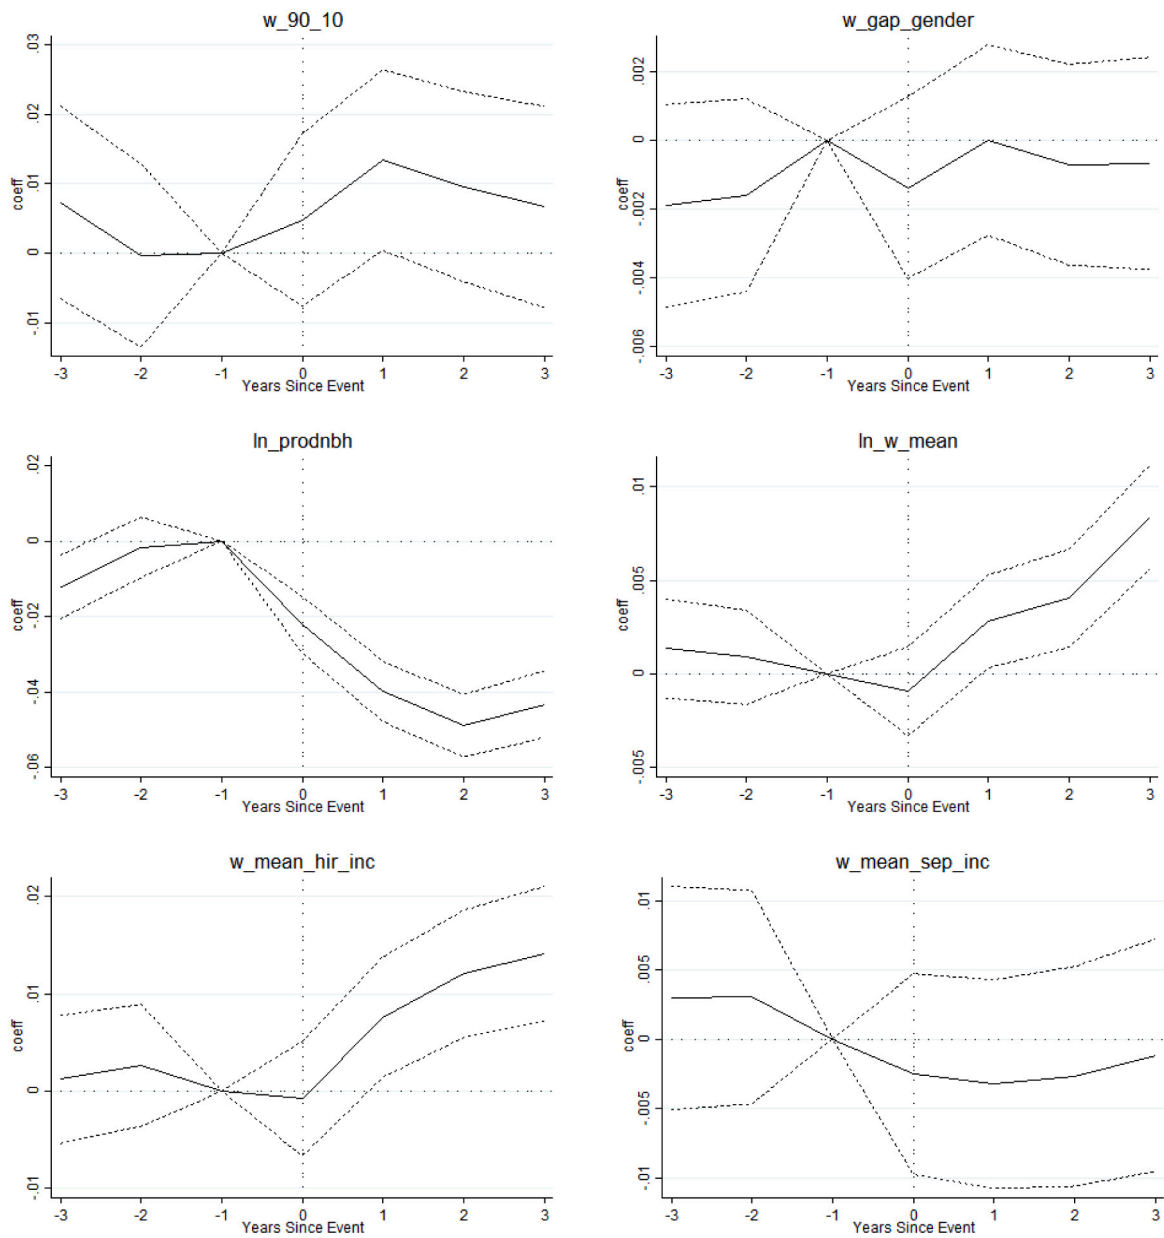 w_90_10
.03
.02
.01
0
-.01
coeff
-3 -2 -1 0 1 2 3
Years Since Event
w_gap_gender
.002
0
-.002
-.004
-.006
coeff
-3 -2 -1 0 1 2 3
Years Since Event
ln_prodnbh
.02
0
-.02
-.04
-.06
coeff
-3 -2 -1 0 1 2 3
Years Since Event
ln_w_mean
.01
.005
0
-.005
coeff
-3 -2 -1 0 1 2 3
Years Since Event
w_mean_hir_inc
.02
.01
0
-.01
coeff
-3 -2 -1 0 1 2 3
Years Since Event
w_mean_sep_inc
.01
.005
0
-.005
-.01
coeff
-3 -2 -1 0 1 2 3
Years Since Event